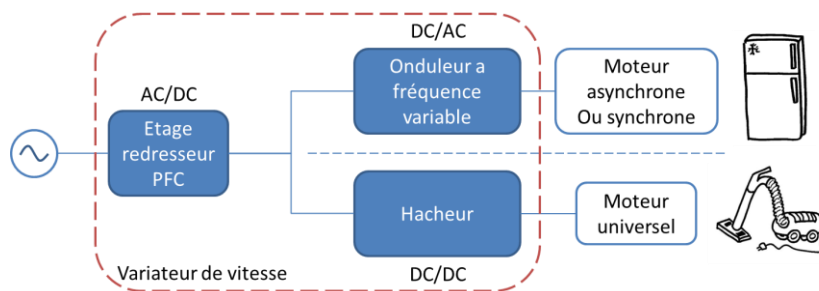 DC/AC
Onduleur a
fréquence
variable
Moteur
asynchrone
Ou synchrone
AC/DC
Etage
redresseur
PFC
Hacheur
Moteur
universel
Variateur de vitesse
DC/DC